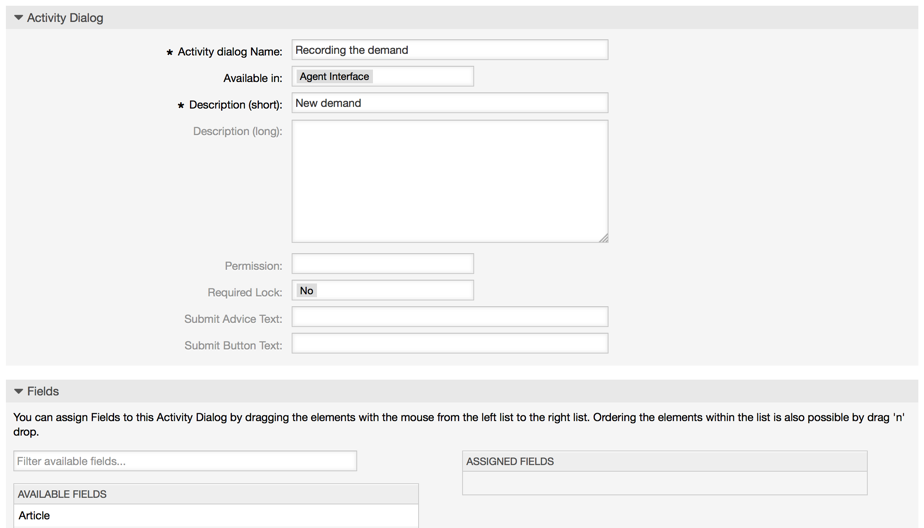 Activity Dialog
* Activity dialog Name: Recording the demand
Available in: Agent Interface
* Description (short): New demand
Description (long):
Permission:
Required Lock: No
Submit Advice Text:
Submit Button Text:
Fields
You can assign Fields to this Activity Dialog by dragging the elements with the mouse from the left list to the right list. Ordering the elements within the list is also possible by drag 'n'
drop.
Filter available fields...
ASSIGNED FIELDS
AVAILABLE FIELDS
Article